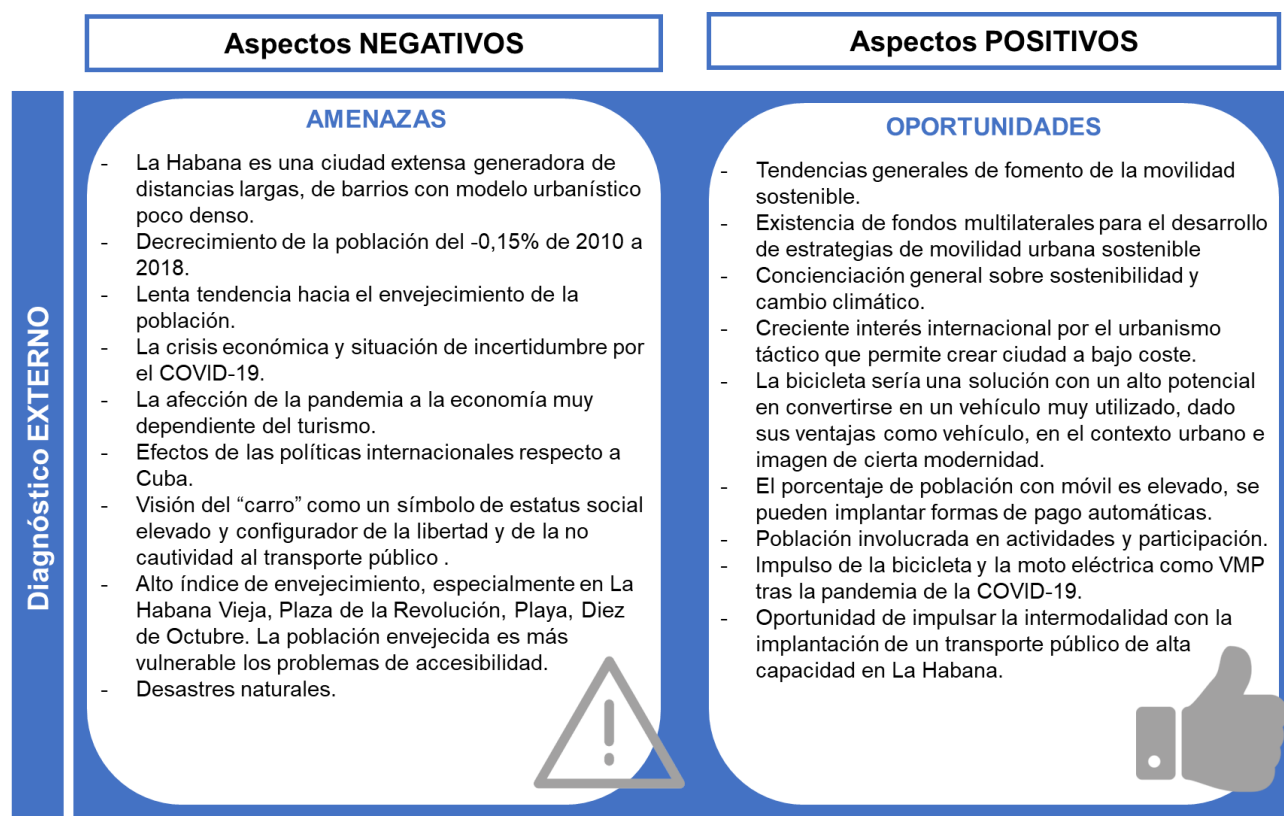 Aspectos NEGATIVOS
Aspectos POSITIVOS
Diagnóstico EXTERNO
AMENAZAS
- La Habana es una ciudad extensa generadora de
distancias largas, de barrios con modelo urbanístico
poco denso.
- Decrecimiento de la población del -0,15% de 2010 a
2018.
- Lenta tendencia hacia el envejecimiento de la
población.
- La crisis económica y situación de incertidumbre por
el COVID-19.
- La afección de la pandemia a la economía muy
dependiente del turismo.
- Efectos de las políticas internacionales respecto a
Cuba.
- Visión del “carro” como un símbolo de estatus social
elevado y configurador de la libertad y de la no
cautividad al transporte público .
- Alto índice de envejecimiento, especialmente en La
Habana Vieja, Plaza de la Revolución, Playa, Diez
de Octubre. La población envejecida es más
vulnerable los problemas de accesibilidad.
- Desastres naturales.
OPORTUNIDADES
- Tendencias generales de fomento de la movilidad
sostenible.
- Existencia de fondos multilaterales para el desarrollo
de estrategias de movilidad urbana sostenible
- Concienciación general sobre sostenibilidad y
cambio climático.
- Creciente interés internacional por el urbanismo
táctico que permite crear ciudad a bajo coste.
- La bicicleta sería una solución con un alto potencial
en convertirse en un vehículo muy utilizado, dado
sus ventajas como vehículo, en el contexto urbano e
imagen de cierta modernidad.
- El porcentaje de población con móvil es elevado, se
pueden implantar formas de pago automáticas.
- Población involucrada en actividades y participación.
- Impulso de la bicicleta y la moto eléctrica como VMP
tras la pandemia de la COVID-19.
- Oportunidad de impulsar la intermodalidad con la
implantación de un transporte público de alta
capacidad en La Habana.